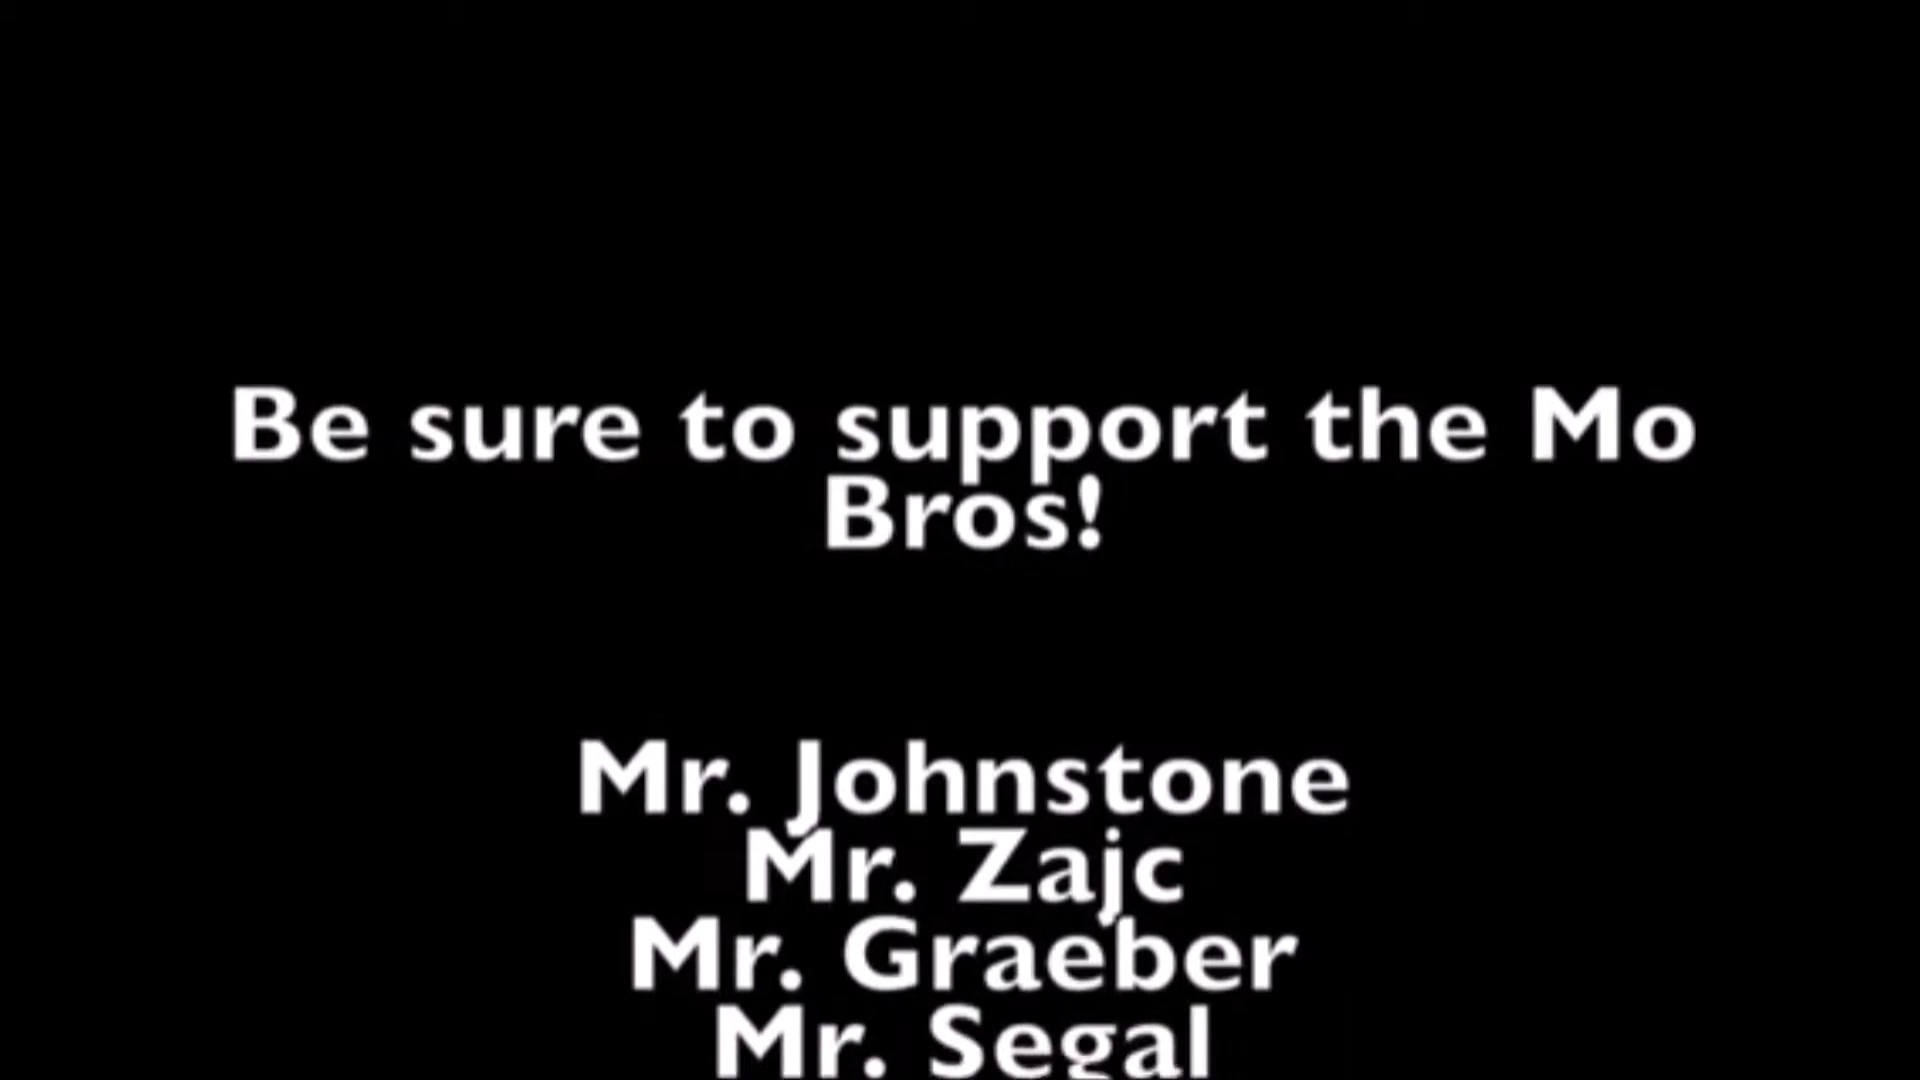 Be sure to support the Mo
Bros!
Mr. Johnstone
Mr. Zajc
Mr. Graeber
Mr. Segal